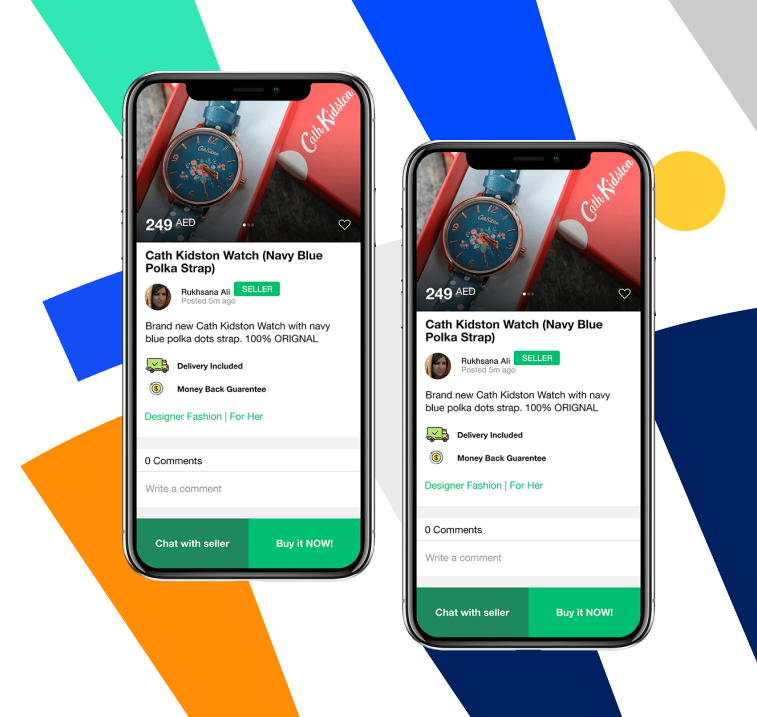 Cath Kidston
249 AED
Cath Kidston Watch (Navy Blue
Polka Strap)
Rukhsana Ali SELLER
Posted 5m ago
Brand new Cath Kidston Watch with navy
blue polka dots strap. 100% ORIGNAL
Delivery Included
Money Back Guarentee
Designer Fashion | For Her
0 Comments
Write a comment
Chat with seller Buy it NOW!
Cath Kidston
249 AED
Cath Kidston Watch (Navy Blue
Polka Strap)
Rukhsana Ali SELLER
Posted 5m ago
Brand new Cath Kidston Watch with navy
blue polka dots strap. 100% ORIGNAL
Delivery Included
Money Back Guarantee
Designer Fashion | For Her
0 Comments
Write a comment
Chat with seller Buy it NOW!